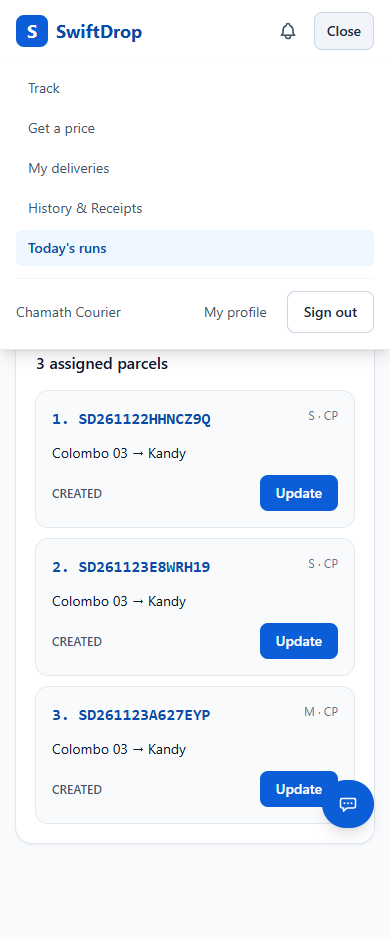 S SwiftDrop Close
Track
Get a price
My deliveries
History & Receipts
Today's runs
Chamath Courier My profile Sign out
3 assigned parcels
1. SD261122HHNCZ9Q S · CP
Colombo 03 → Kandy
CREATED Update
2. SD261123E8WRH19 S · CP
Colombo 03 → Kandy
CREATED Update
3. SD261123A627EYP M · CP
Colombo 03 → Kandy
CREATED Update